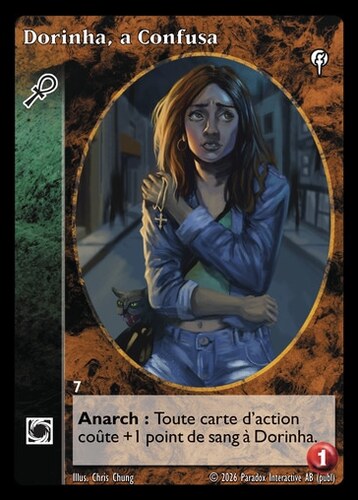 Dorinha, a Confusa
7
Anarch : Toute carte d'action
coûte +1 point de sang à Dorinha.
1
Illus. Chris Chung
© 2026 Paradox Interactive AB (publ)